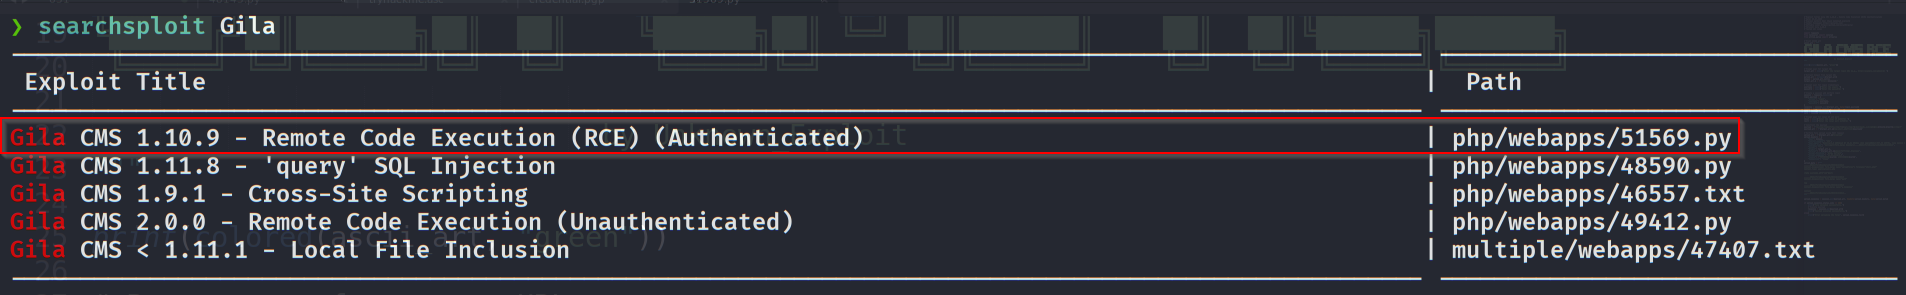 ❯ searchsploit Gila
Exploit Title | Path
Gila CMS 1.10.9 - Remote Code Execution (RCE) (Authenticated) | php/webapps/51569.py
Gila CMS 1.11.8 - 'query' SQL Injection | php/webapps/48590.py
Gila CMS 1.9.1 - Cross-Site Scripting | php/webapps/46557.txt
Gila CMS 2.0.0 - Remote Code Execution (Unauthenticated) | php/webapps/49412.py
Gila CMS < 1.11.1 - Local File Inclusion | multiple/webapps/47407.txt